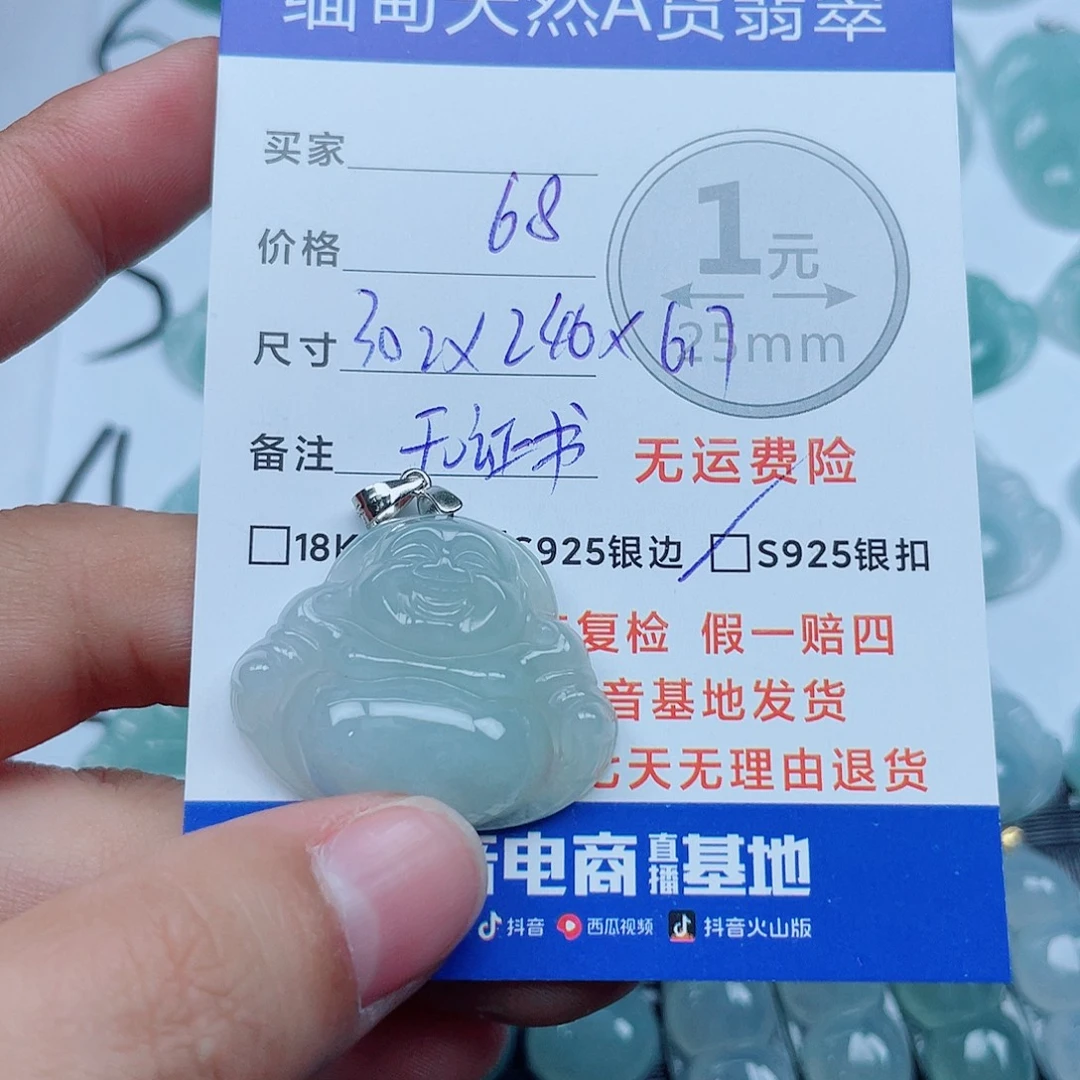 缅甸天然A货翡翠
买家
价格 68
1元
尺寸 302x246x6.7
25mm
备注 无证书 无运费险
18K
S925银边 S925银扣
复检 假一赔四
音基地发货
七天无理由退货
电商直播基地
抖音 西瓜视频 抖音火山版